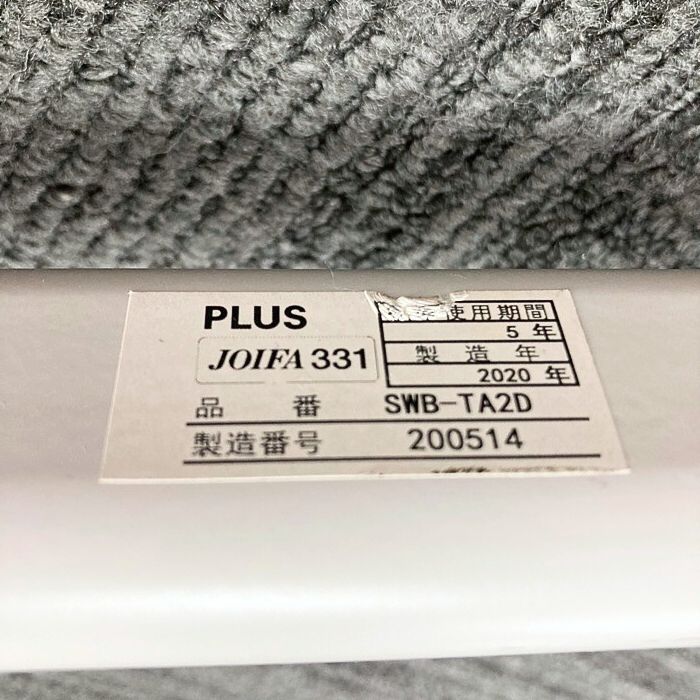 PLUS
JOIFA 331
使用期間
5 年
製造年
2020 年
品番 SWB-TA2D
製造番号 200514